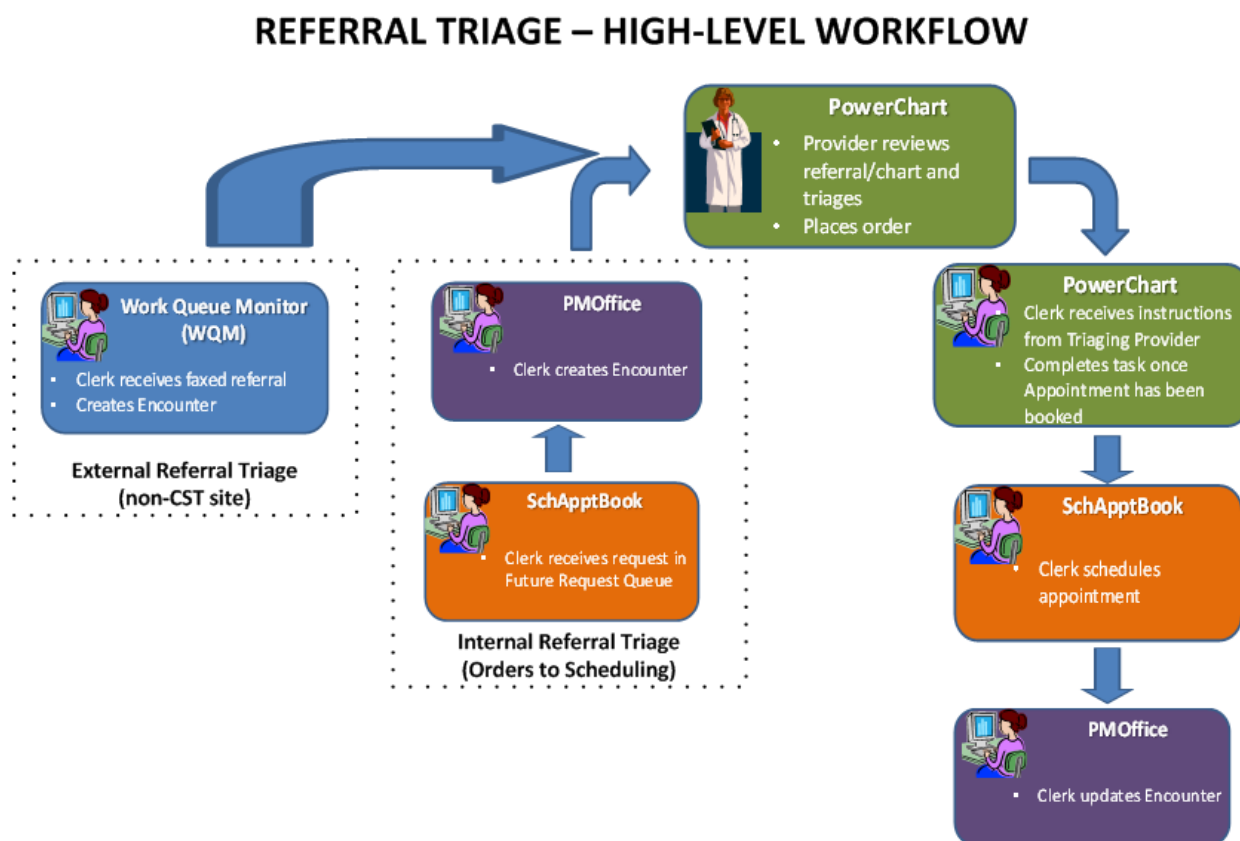 REFERRAL TRIAGE – HIGH-LEVEL WORKFLOW
PowerChart
• Provider reviews
referral/chart and
triages
• Places order
Work Queue Monitor
(WQM)
▪ Clerk receives faxed referral
▪ Creates Encounter
External Referral Triage
(non-CST site)
PMOffice
▪ Clerk creates Encounter
SchApptBook
▪ Clerk receives request in
Future Request Queue
Internal Referral Triage
(Orders to Scheduling)
PowerChart
• Clerk receives instructions
from Triaging Provider
• Completes task once
Appointment has been
booked
SchApptBook
• Clerk schedules
appointment
PMOffice
▪ Clerk updates Encounter